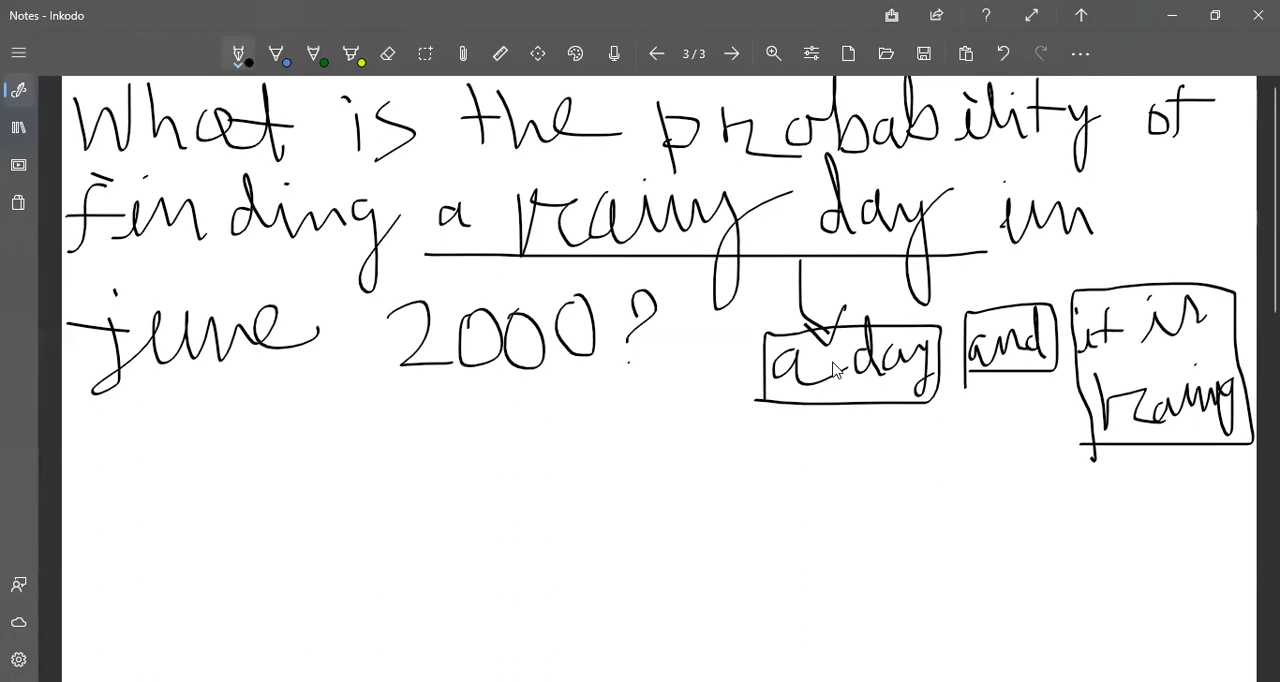 Notes - Inkodo
3/3
What is the probability of
finding a rainy day in
june 2000?
a day and it is
raining